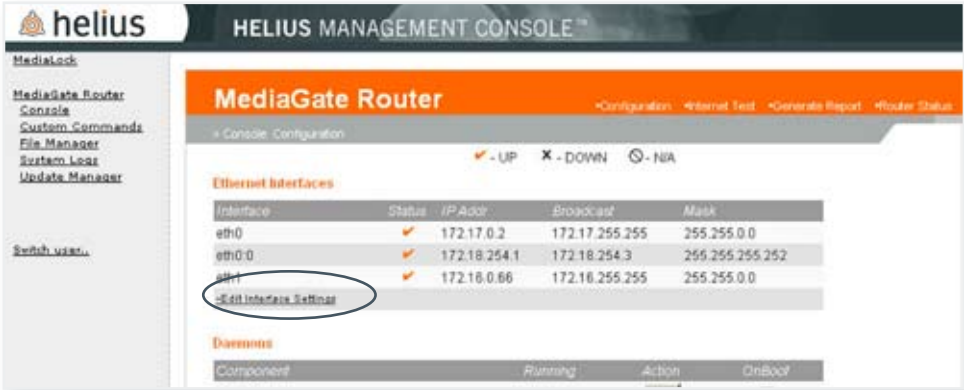 helius
HELIUS MANAGEMENT CONSOLE™
MediaLock
MediaGate Router
Console
Custom Commands
File Manager
System Logs
Update Manager
Switch user..
MediaGate Router
•Configuration •Internet Test •Generate Report •Router Status
» Console: Configuration
✔ - UP ✘ - DOWN - N/A
Ethernet Interfaces
Interface Status IP Addr Broadcast Mask
eth0 ✔ 172.17.0.2 172.17.255.255 255.255.0.0
eth0:0 ✔ 172.18.254.1 172.18.254.3 255.255.255.252
eth1 ✔ 172.16.0.66 172.16.255.255 255.255.0.0
•Edit Interface Settings
Daemons
Component Running Action OnBoot